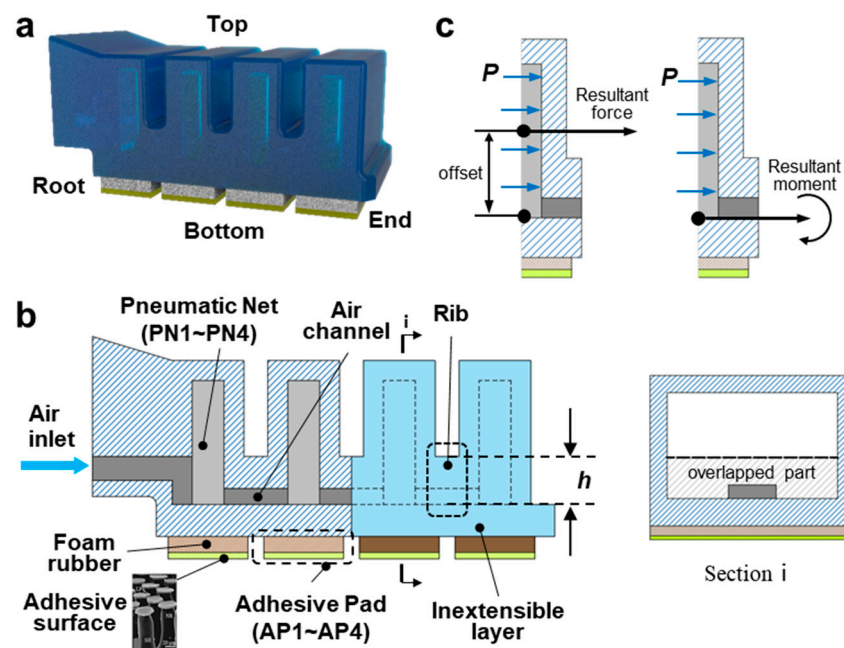 a
Top
Root
Bottom
End
c
P
Resultant
force
offset
P
Resultant
moment
b
Pneumatic Net
(PN1~PN4)
Air
channel
i
Rib
Air
inlet
h
overlapped part
Foam
rubber
Adhesive
surface
Adhesive Pad
(AP1~AP4)
Inextensible
layer
Section i